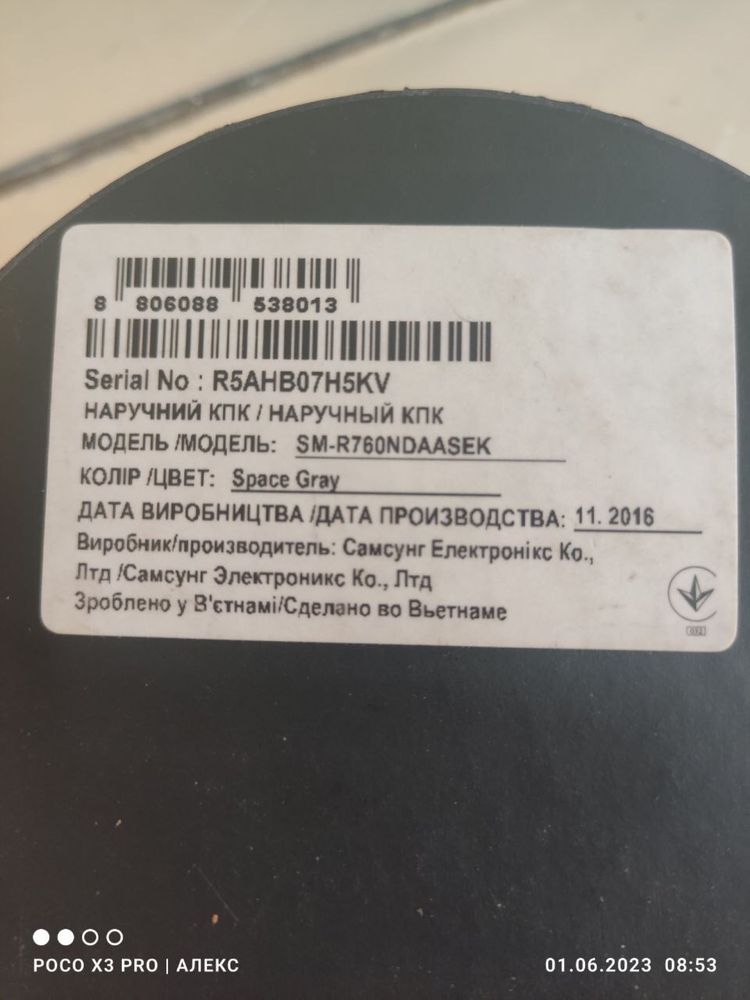 8 806088 538013
Serial No : R5AHB07H5KV
НАРУЧНИЙ КПК / НАРУЧНЫЙ КПК
МОДЕЛЬ /МОДЕЛЬ: SM-R760NDAASEK
КОЛІР /ЦВЕТ: Space Gray
ДАТА ВИРОБНИЦТВА /ДАТА ПРОИЗВОДСТВА: 11. 2016
Виробник/производитель: Самсунг Електронікс Ко.,
Лтд /Самсунг Электроникс Ко., Лтд
Зроблено у В'єтнамі/Сделано во Вьетнаме
POCO X3 PRO | АЛЕКС
01.06.2023 08:53